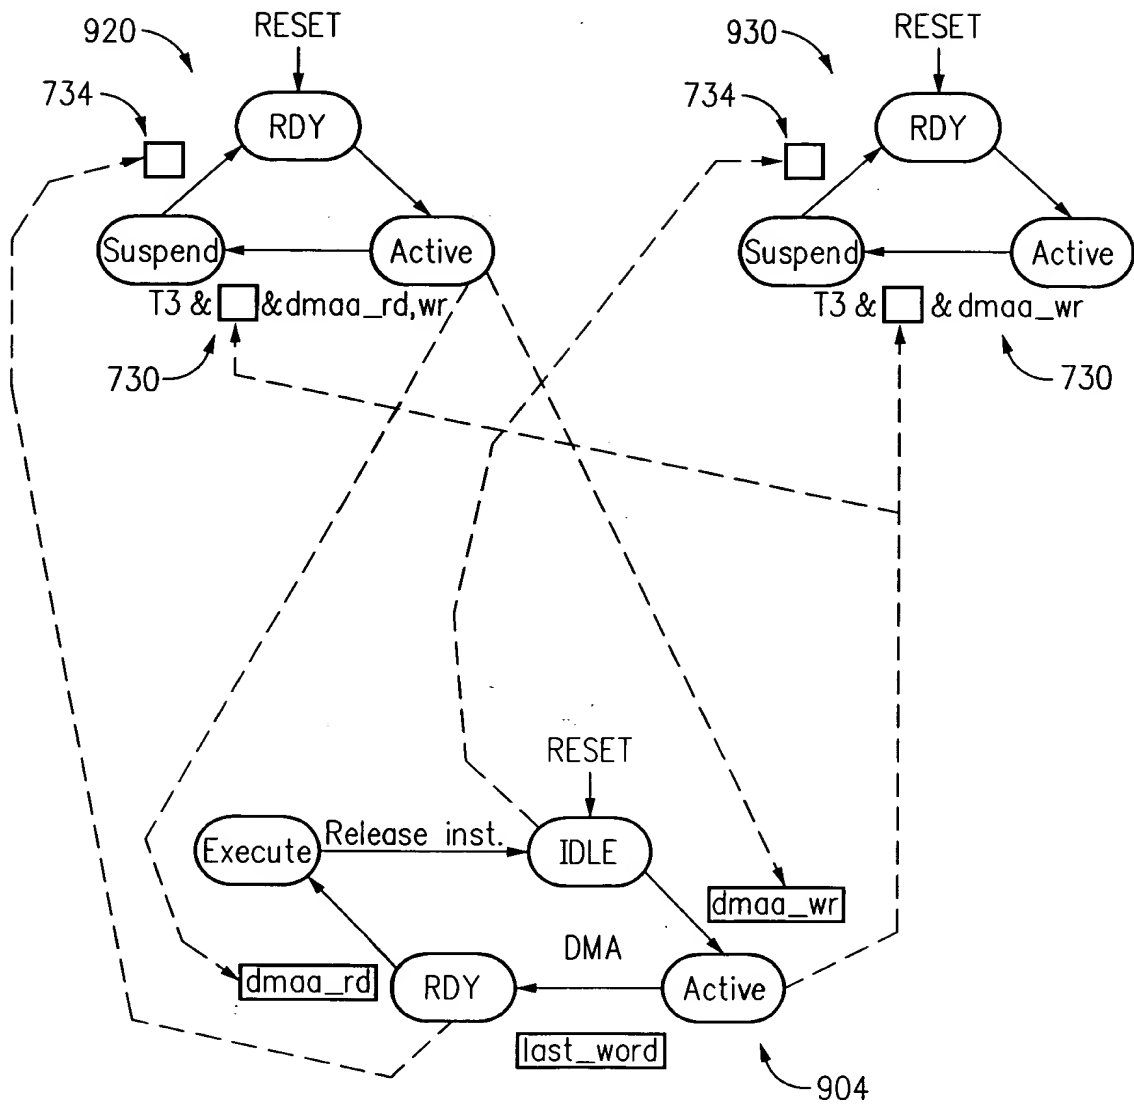 920 RESET 930 RESET
734 RDY 734 RDY
Suspend Active Suspend Active
T3 & &dmaa_rd,wr T3 & & dmaa_wr
730 730
RESET
Execute Release inst. IDLE
dmaa_wr
DMA
dmaa_rd RDY Active
last_word
904